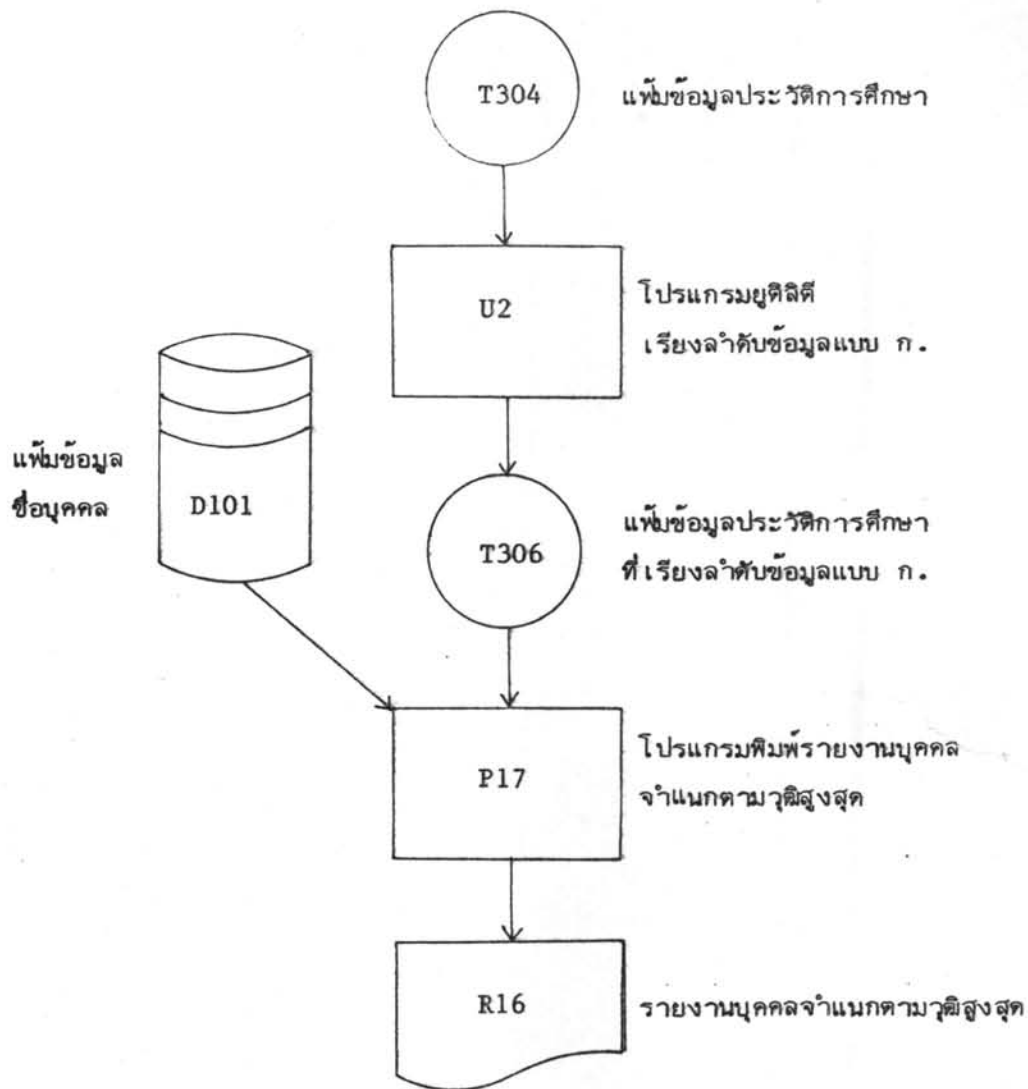 T304
แฟ้มข้อมูลประวัติการศึกษา
U2
โปรแกรมยูติลิตี
เรียงลำดับข้อมูลแบบ ก.
แฟ้มข้อมูล
ชื่อบุคคล
D101
T306
แฟ้มข้อมูลประวัติการศึกษา
ที่เรียงลำดับข้อมูลแบบ ก.
P17
โปรแกรมพิมพ์รายงานบุคคล
จำแนกตามวุฒิสูงสุด
R16
รายงานบุคคลจำแนกตามวุฒิสูงสุด